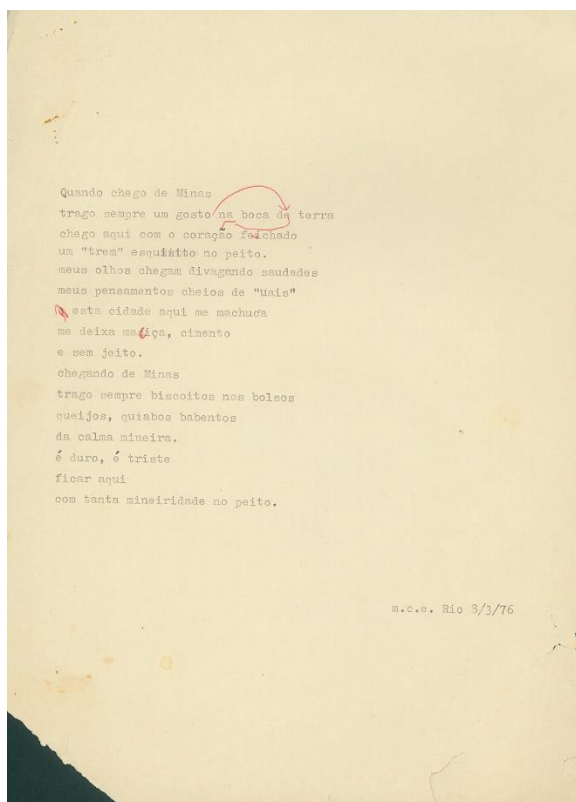 Quando chego de Minas
trago sempre um gosto na boca de terra
chego aqui com o coração feichado
um "trem" esquisito no peito.
meus olhos chegam divagando saudades
meus pensamentos cheios de "uais"
esta cidade aqui me machuca
me deixa maciça, cimento
e sem jeito.
chegando de Minas
trago sempre biscoitos nos bolsos
queijos, quiabos babentos
da calma mineira.
é duro, é triste
ficar aqui
com tanta mineiridade no peito.
m.c.c. Rio 8/3/76